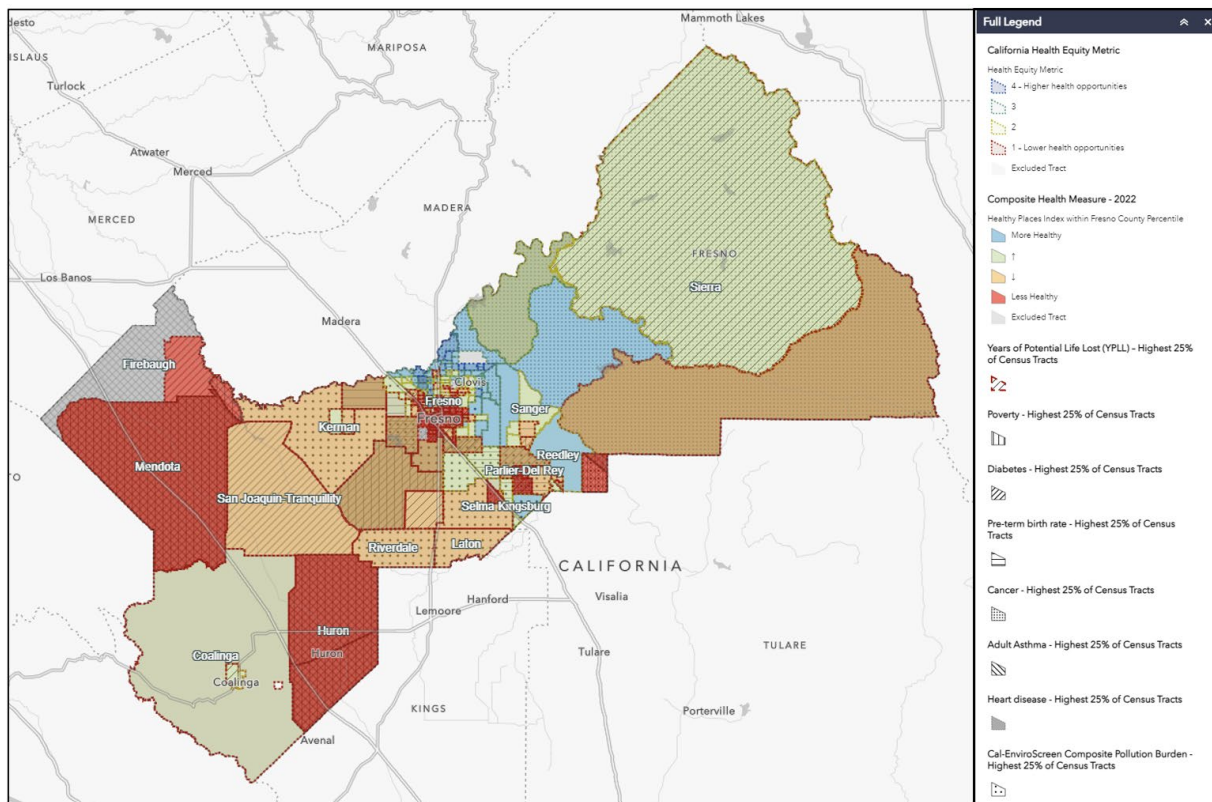 Mammoth Lakes
desto
MARIPOSA
ISLAUS
Turlock
Atwater
Merced
MERCED
MADERA
Los Banos
FRESNO
Sierra
Madera
Firebaugh
Clovis
Fresno
Fresno
Sanger
Kerman
Reedley
Mendota
Parlier-Del Rey
San Joaquin-Tranquillity
Selma Kingsburg
Riverdale
Laton
CALIFORNIA
Hanford
Visalia
Lemoore
Huron
Huron
Tulare
TULARE
Coalinga
Coalinga
KINGS
Porterville
Avenal
Full Legend
California Health Equity Metric
Health Equity Metric
4 - Higher health opportunities
3
2
1 - Lower health opportunities
Excluded Tract
Composite Health Measure - 2022
Healthy Places Index within Fresno County Percentile
More Healthy
↑
↓
Less Healthy
Excluded Tract
Years of Potential Life Lost (YPLL) - Highest 25%
of Census Tracts
Poverty - Highest 25% of Census Tracts
Diabetes - Highest 25% of Census Tracts
Pre-term birth rate - Highest 25% of Census
Tracts
Cancer - Highest 25% of Census Tracts
Adult Asthma - Highest 25% of Census Tracts
Heart disease - Highest 25% of Census Tracts
Cal-EnviroScreen Composite Pollution Burden -
Highest 25% of Census Tracts